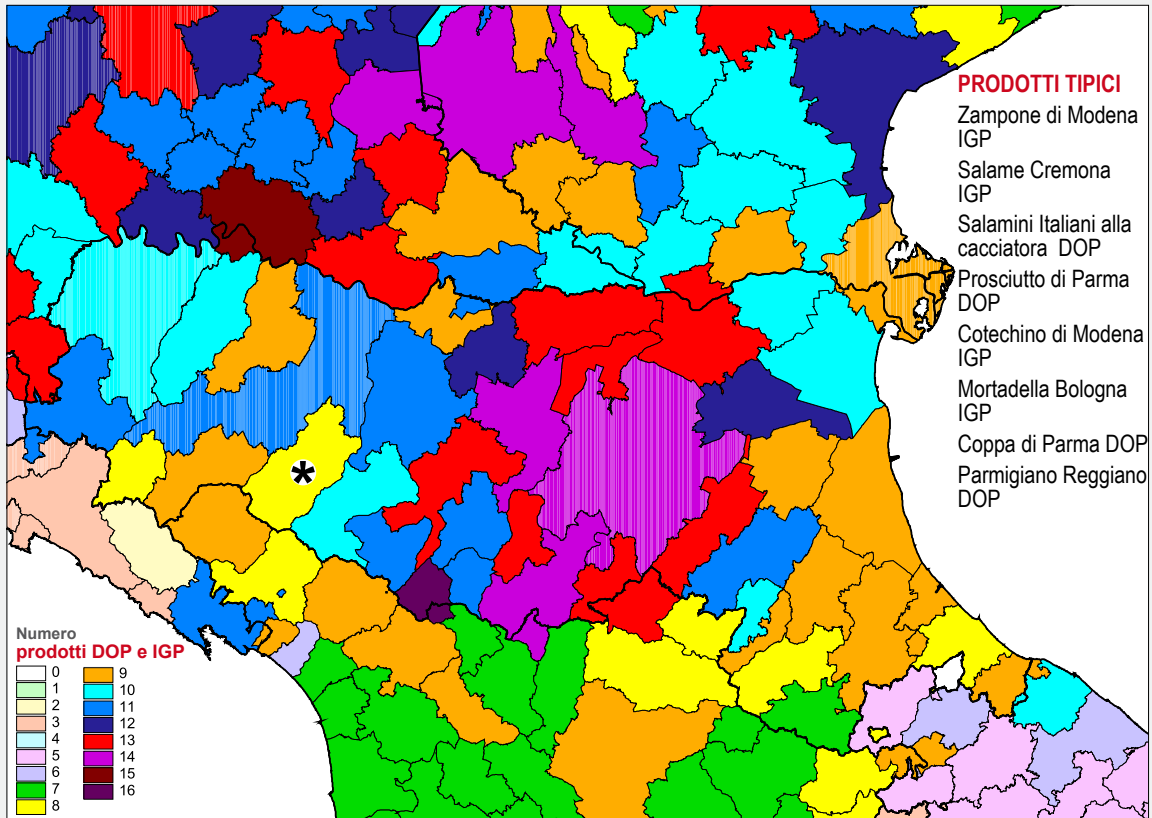 PRODOTTI TIPICI
Zampone di Modena
IGP
Salame Cremona
IGP
Salamini Italiani alla
cacciatora DOP
Prosciutto di Parma
DOP
Cotechino di Modena
IGP
Mortadella Bologna
IGP
Coppa di Parma DOP
Parmigiano Reggiano
DOP
*
Numero
prodotti DOP e IGP
0
1
2
3
4
5
6
7
8
9
10
11
12
13
14
15
16